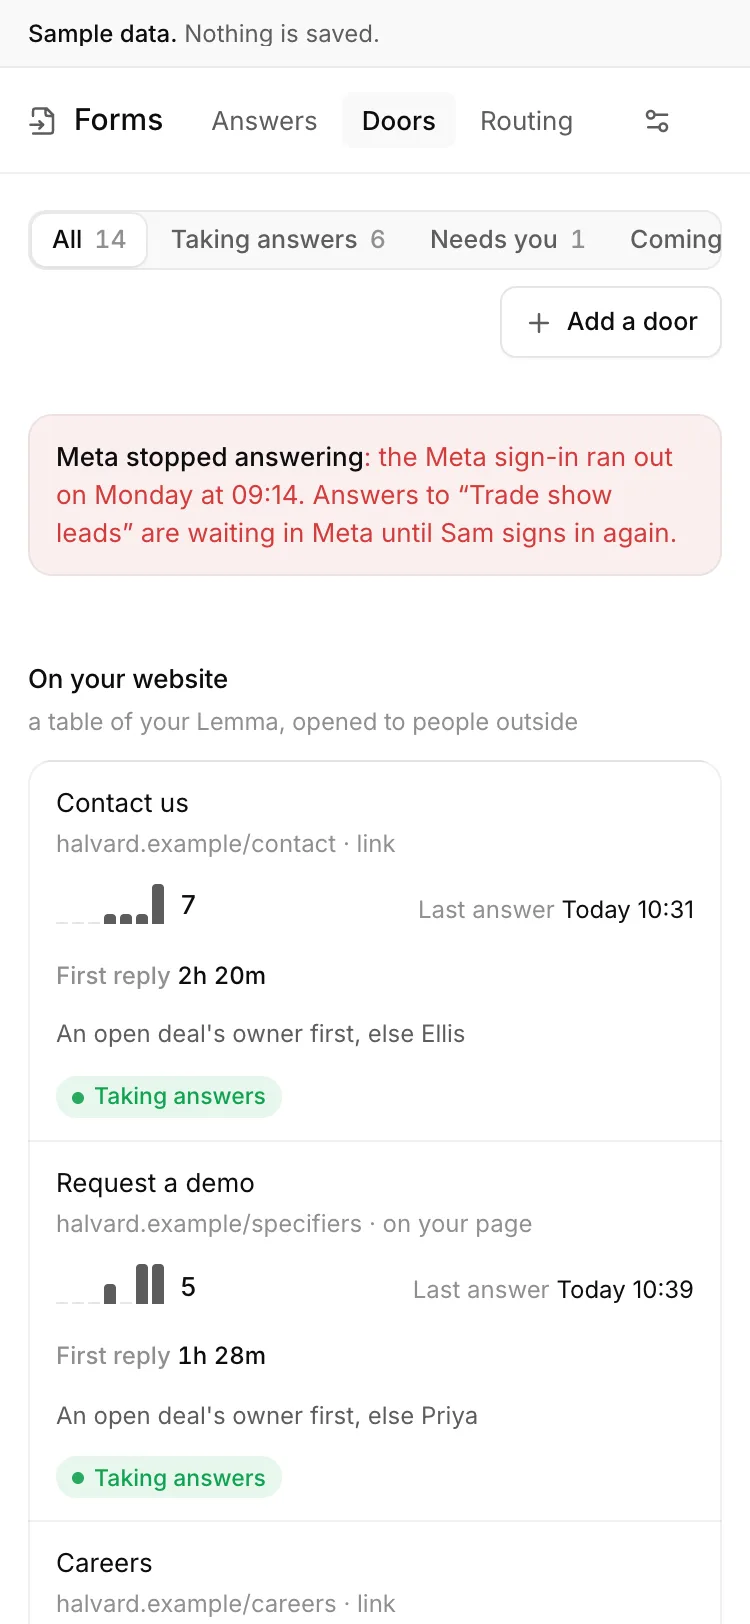 Sample data. Nothing is saved.
Forms
Answers
Doors
Routing
All 14
Taking answers 6
Needs you 1
Coming
Add a door
Meta stopped answering: the Meta sign-in ran out
on Monday at 09:14. Answers to “Trade show
leads” are waiting in Meta until Sam signs in again.
On your website
a table of your Lemma, opened to people outside
Contact us
halvard.example/contact · link
7
Last answer Today 10:31
First reply 2h 20m
An open deal's owner first, else Ellis
Taking answers
Request a demo
halvard.example/specifiers · on your page
5
Last answer Today 10:39
First reply 1h 28m
An open deal's owner first, else Priya
Taking answers
Careers
halvard.example/careers · link